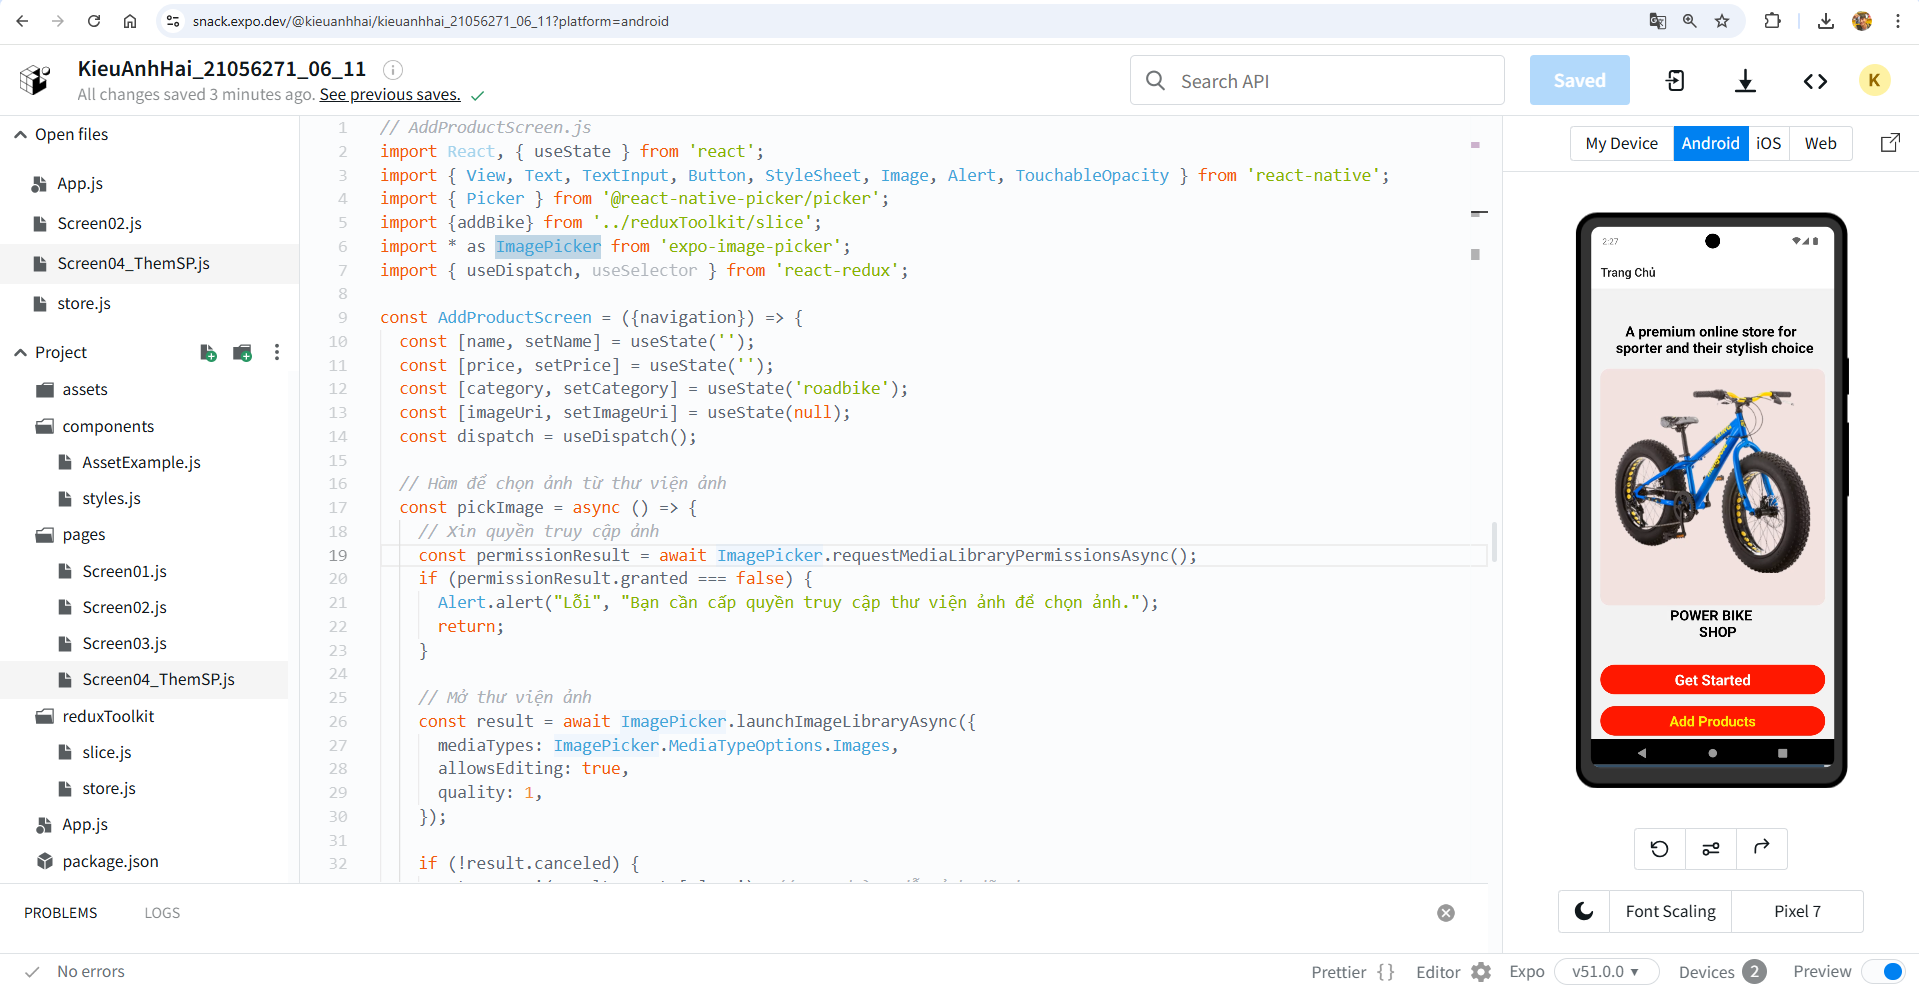 snack.expo.dev/@kieuanhhai/kieuanhhai_21056271_06_11?platform=android
KieuAnhHai_21056271_06_11
All changes saved 3 minutes ago. See previous saves.
Search API
Saved
K
Open files
App.js
Screen02.js
Screen04_ThemSP.js
store.js
Project
assets
components
AssetExample.js
styles.js
pages
Screen01.js
Screen02.js
Screen03.js
Screen04_ThemSP.js
reduxToolkit
slice.js
store.js
App.js
package.json
1 // AddProductScreen.js
2 import React, { useState } from 'react';
3 import { View, Text, TextInput, Button, StyleSheet, Image, Alert, TouchableOpacity } from 'react-native';
4 import { Picker } from '@react-native-picker/picker';
5 import {addBike} from '../reduxToolkit/slice';
6 import * as ImagePicker from 'expo-image-picker';
7 import { useDispatch, useSelector } from 'react-redux';
8
9 const AddProductScreen = ({navigation}) => {
10 const [name, setName] = useState('');
11 const [price, setPrice] = useState('');
12 const [category, setCategory] = useState('roadbike');
13 const [imageUri, setImageUri] = useState(null);
14 const dispatch = useDispatch();
15
16 // Hàm để chọn ảnh từ thư viện ảnh
17 const pickImage = async () => {
18 // Xin quyền truy cập ảnh
19 const permissionResult = await ImagePicker.requestMediaLibraryPermissionsAsync();
20 if (permissionResult.granted === false) {
21 Alert.alert("Lỗi", "Bạn cần cấp quyền truy cập thư viện ảnh để chọn ảnh.");
22 return;
23 }
24
25 // Mở thư viện ảnh
26 const result = await ImagePicker.launchImageLibraryAsync({
27 mediaTypes: ImagePicker.MediaTypeOptions.Images,
28 allowsEditing: true,
29 quality: 1,
30 });
31
32 if (!result.canceled) {
My Device
Android
iOS
Web
2:27
Trang Chủ
A premium online store for
sporter and their stylish choice
POWER BIKE
SHOP
Get Started
Add Products
Font Scaling
Pixel 7
PROBLEMS
LOGS
No errors
Prettier { }
Editor
Expo
v51.0.0
Devices 2
Preview